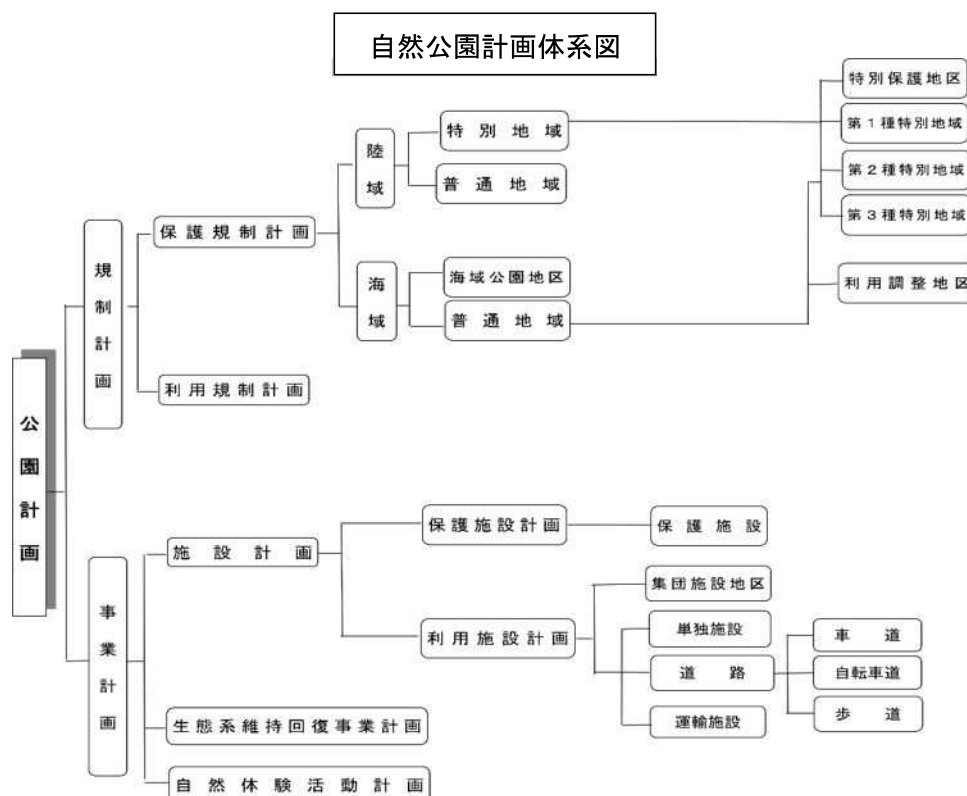 自然公園計画体系図
公園計画
規制計画
保護規制計画
陸域
特別地域
特別保護地区
第1種特別地域
第2種特別地域
第3種特別地域
普通地域
海域
海域公園地区
普通地域
利用調整地区
利用規制計画
事業計画
施設計画
保護施設計画
保護施設
利用施設計画
集団施設地区
単独施設
道路
車道
自転車道
歩道
運輸施設
生態系維持回復事業計画
自然体験活動計画